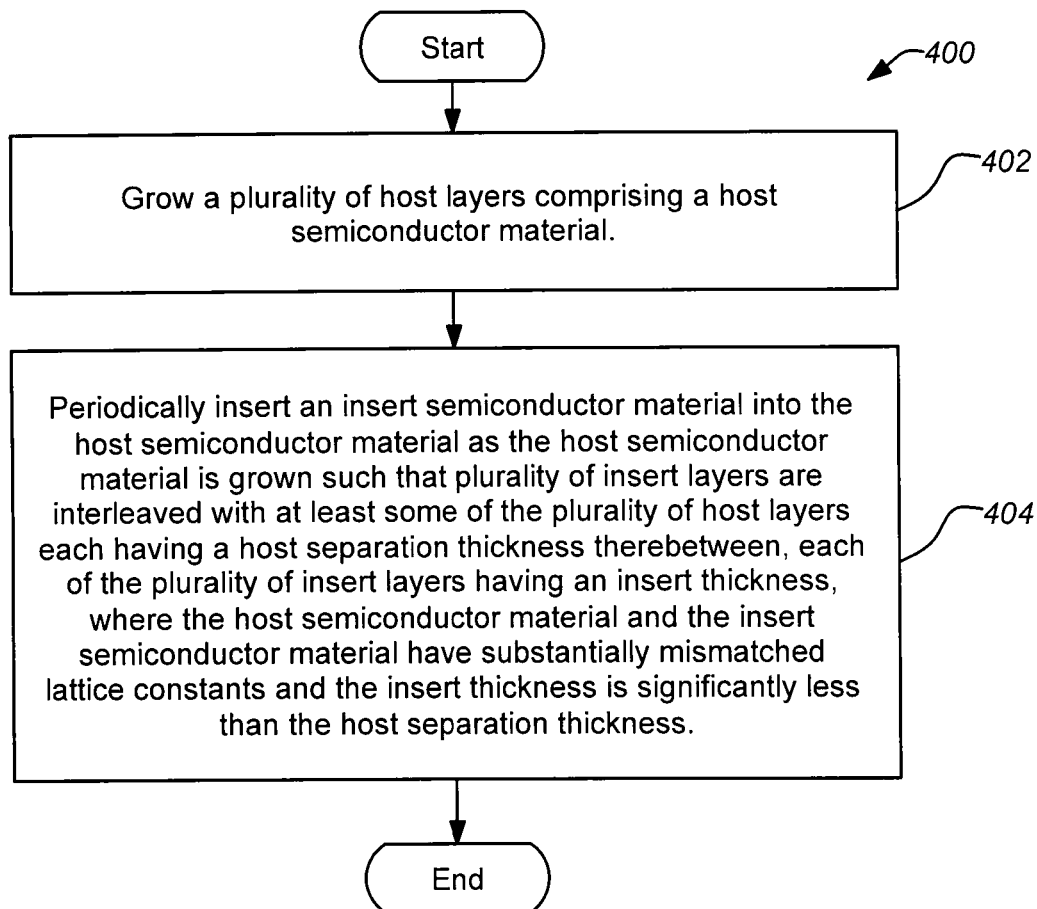 Start
400
402
Grow a plurality of host layers comprising a host
semiconductor material.
Periodically insert an insert semiconductor material into the
host semiconductor material as the host semiconductor
material is grown such that plurality of insert layers are
interleaved with at least some of the plurality of host layers
each having a host separation thickness therebetween, each
of the plurality of insert layers having an insert thickness,
where the host semiconductor material and the insert
semiconductor material have substantially mismatched
lattice constants and the insert thickness is significantly less
than the host separation thickness.
404
End